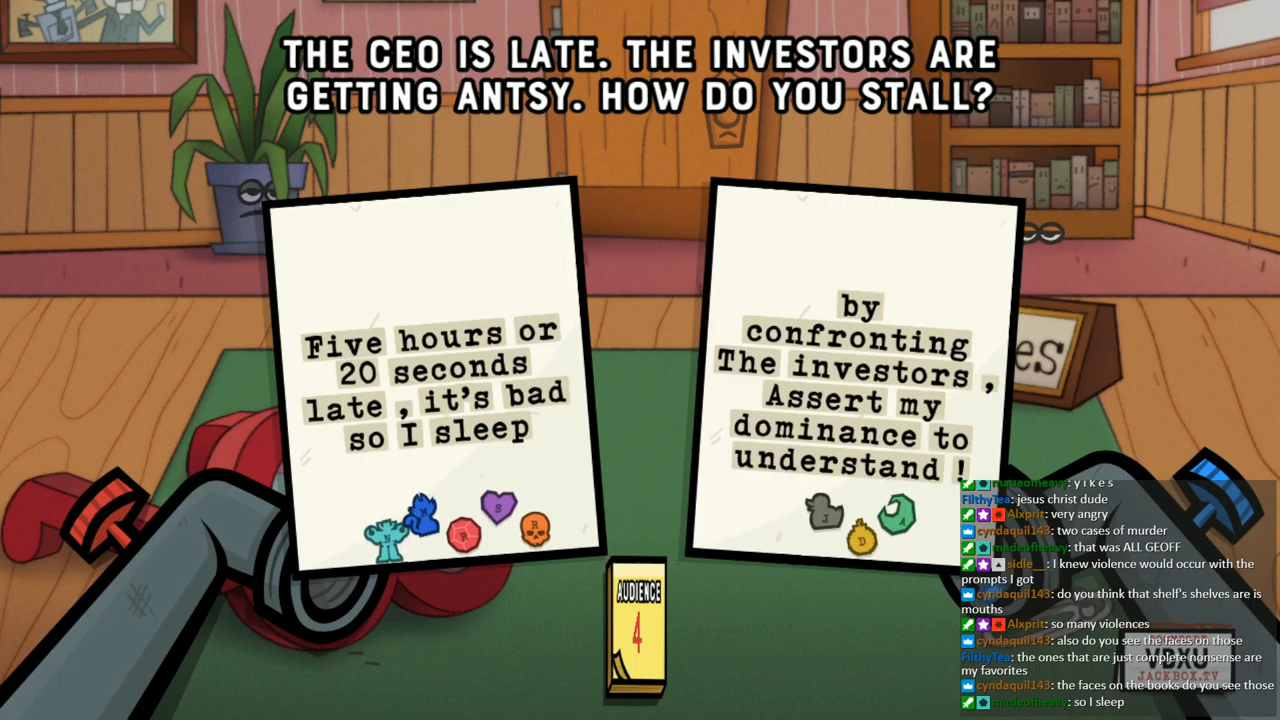 THE CEO IS LATE. THE INVESTORS ARE
GETTING ANTSY. HOW DO YOU STALL?
Five hours or
20 seconds
late , it's bad
so I sleep
N
M
R
S
R
by
confronting
The investors ,
Assert my
dominance to
understand !
J
D
A
es
AUDIENCE
4
madeofheavy: y i k e s
FilthyTea: jesus christ dude
Alxprit: very angry
cyndaquil143: two cases of murder
madeofheavy: that was ALL GEOFF
sidle__: I knew violence would occur with the
prompts I got
cyndaquil143: do you think that shelf's shelves are is
mouths
Alxprit: so many violences
cyndaquil143: also do you see the faces on those
FilthyTea: the ones that are just complete nonsense are
my favorites
cyndaquil143: the faces on the books do you see those
madeofheavy: so I sleep
VDXU
JACKBOX.TV